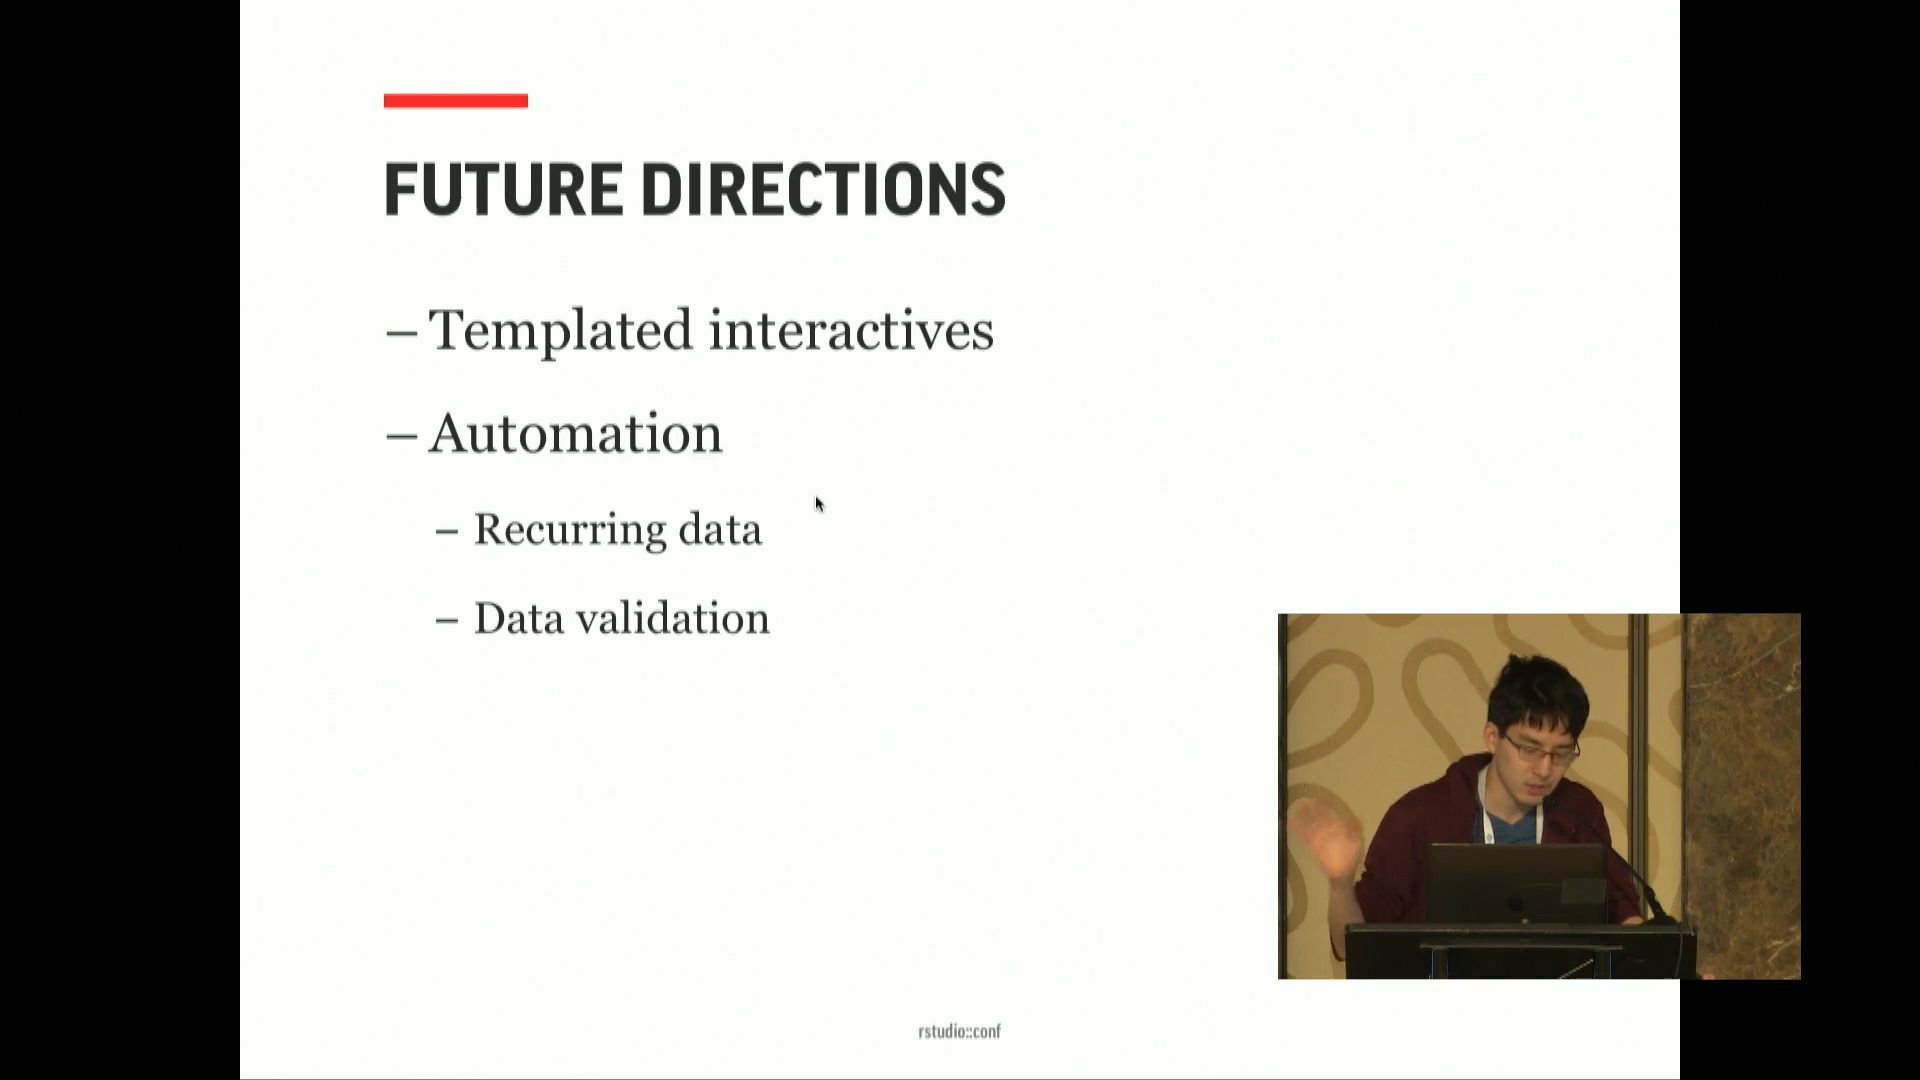 FUTURE DIRECTIONS
– Templated interactives
– Automation
– Recurring data
– Data validation
rstudio::conf